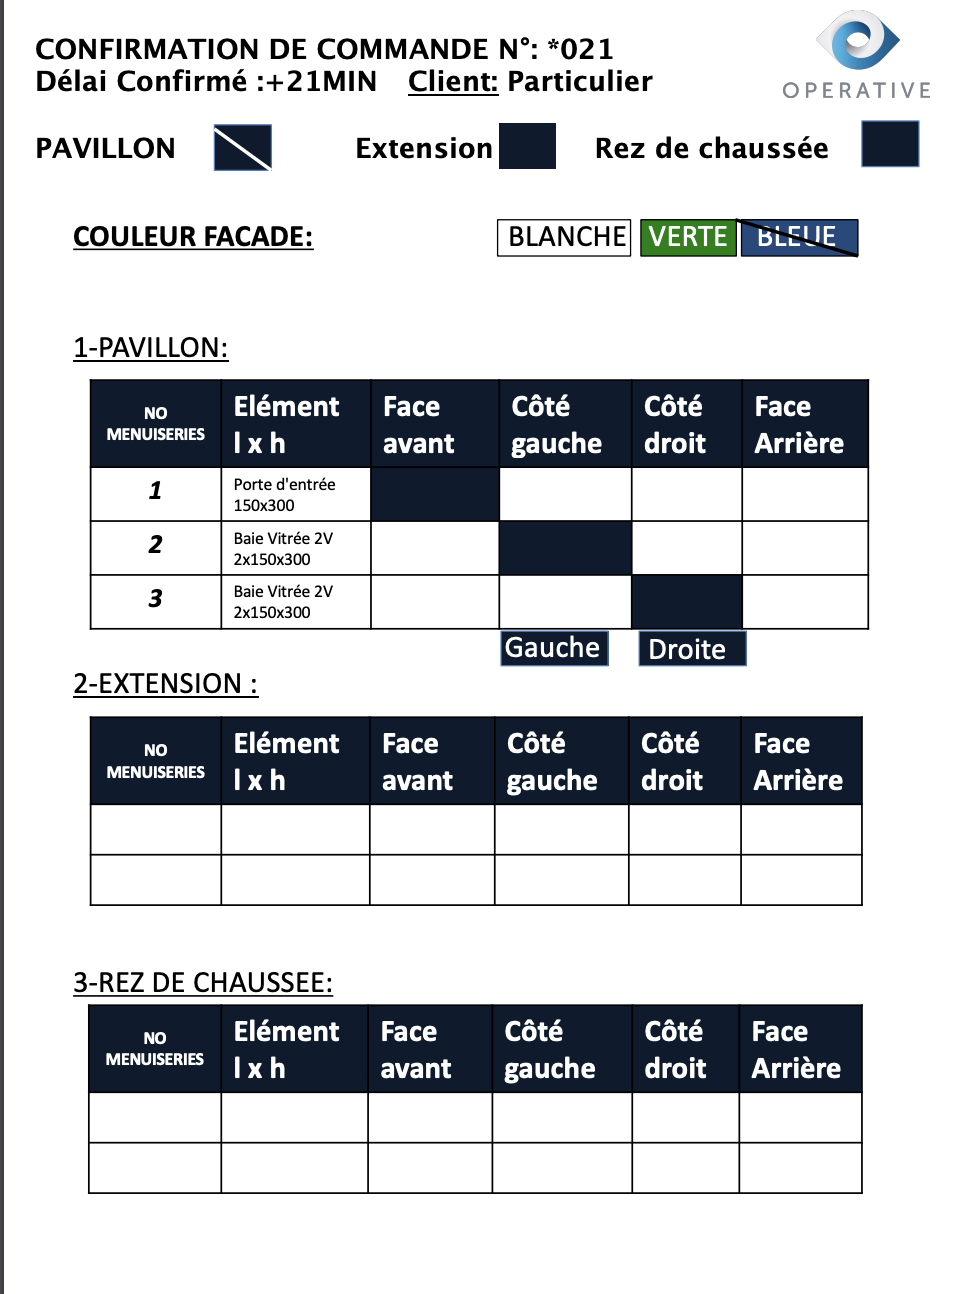 CONFIRMATION DE COMMANDE N°: *021
Délai Confirmé :+21MIN Client: Particulier
OPERATIVE
PAVILLON Extension Rez de chaussée
COULEUR FACADE: BLANCHE VERTE BLEUE
1-PAVILLON:
NO MENUISERIES Elément l x h Face avant Côté gauche Côté droit Face Arrière
1 Porte d'entrée 150x300
2 Baie Vitrée 2V 2x150x300
3 Baie Vitrée 2V 2x150x300
Gauche Droite
2-EXTENSION :
NO MENUISERIES Elément l x h Face avant Côté gauche Côté droit Face Arrière
3-REZ DE CHAUSSEE:
NO MENUISERIES Elément l x h Face avant Côté gauche Côté droit Face Arrière